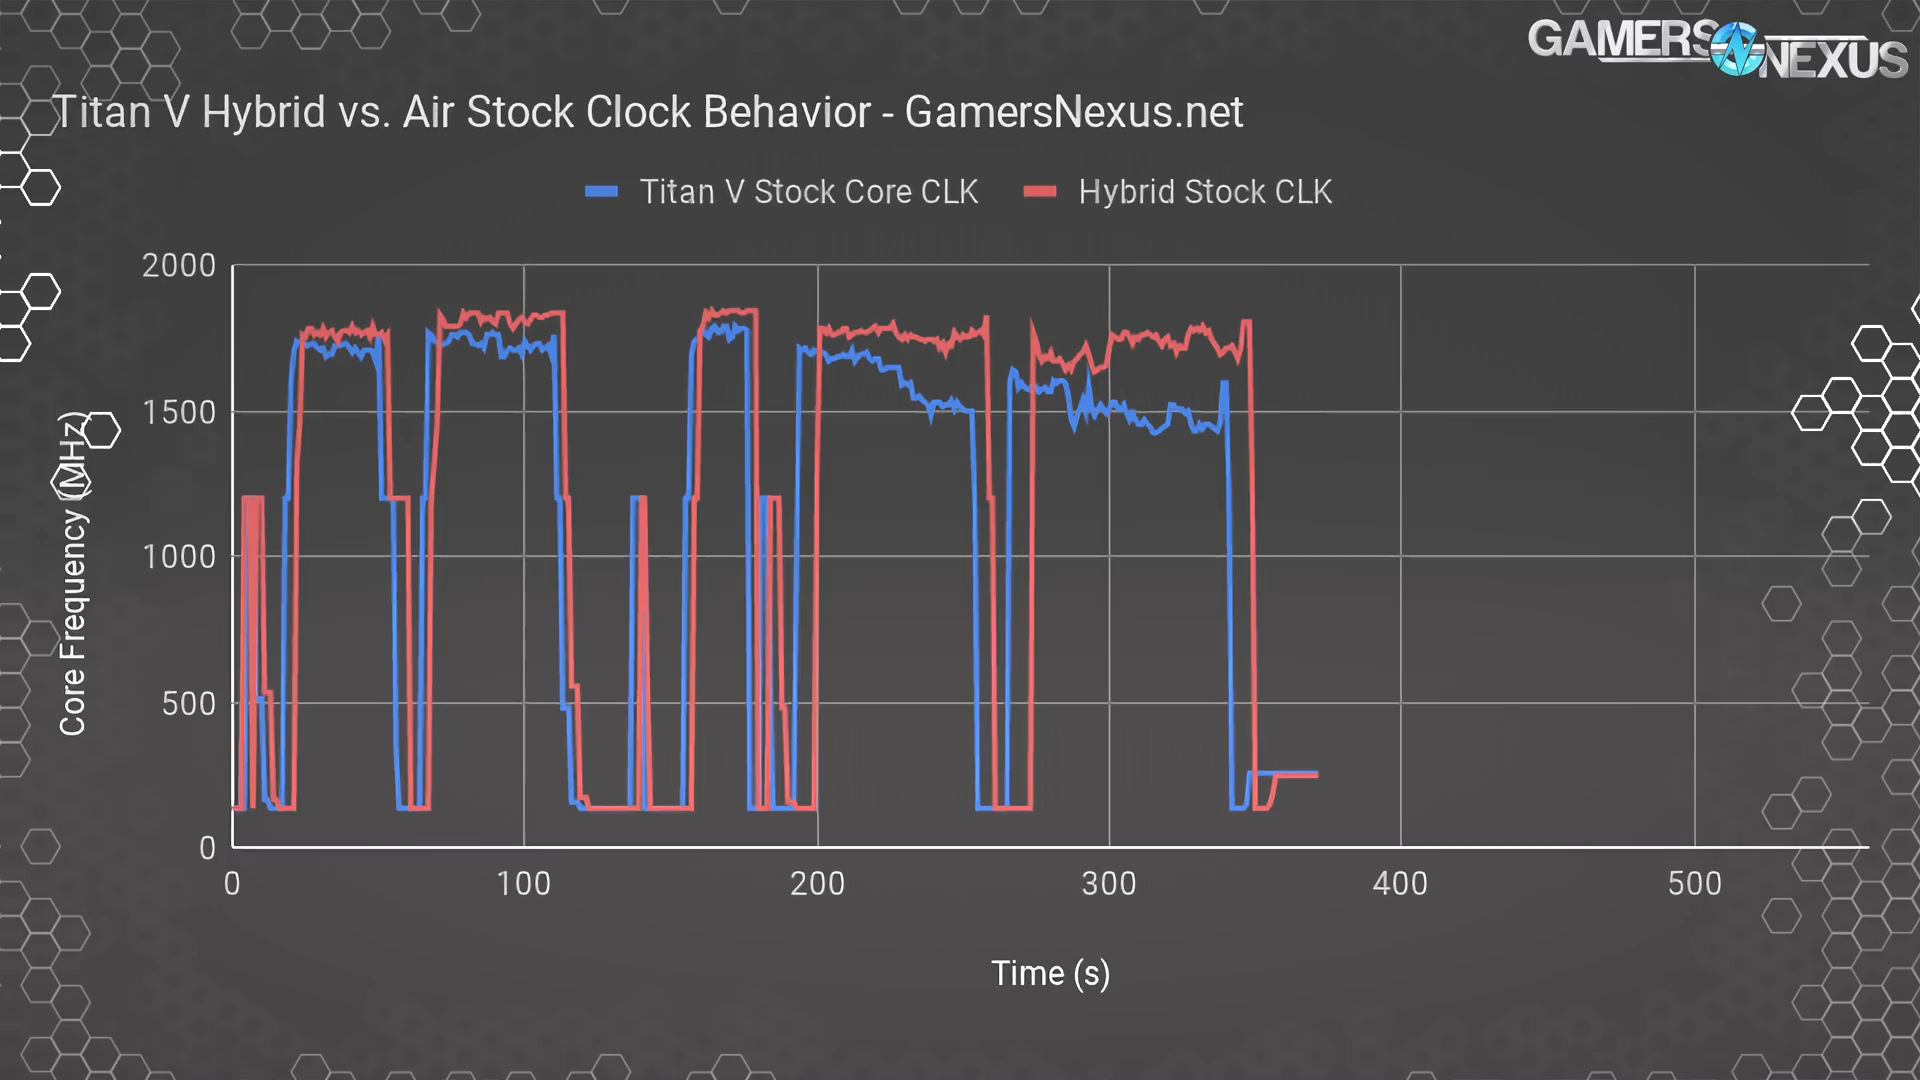 GAMERS NEXUS
Titan V Hybrid vs. Air Stock Clock Behavior - GamersNexus.net
Titan V Stock Core CLK
Hybrid Stock CLK
Core Frequency (MHz)
2000
1500
1000
500
0
0
100
200
300
400
500
Time (s)